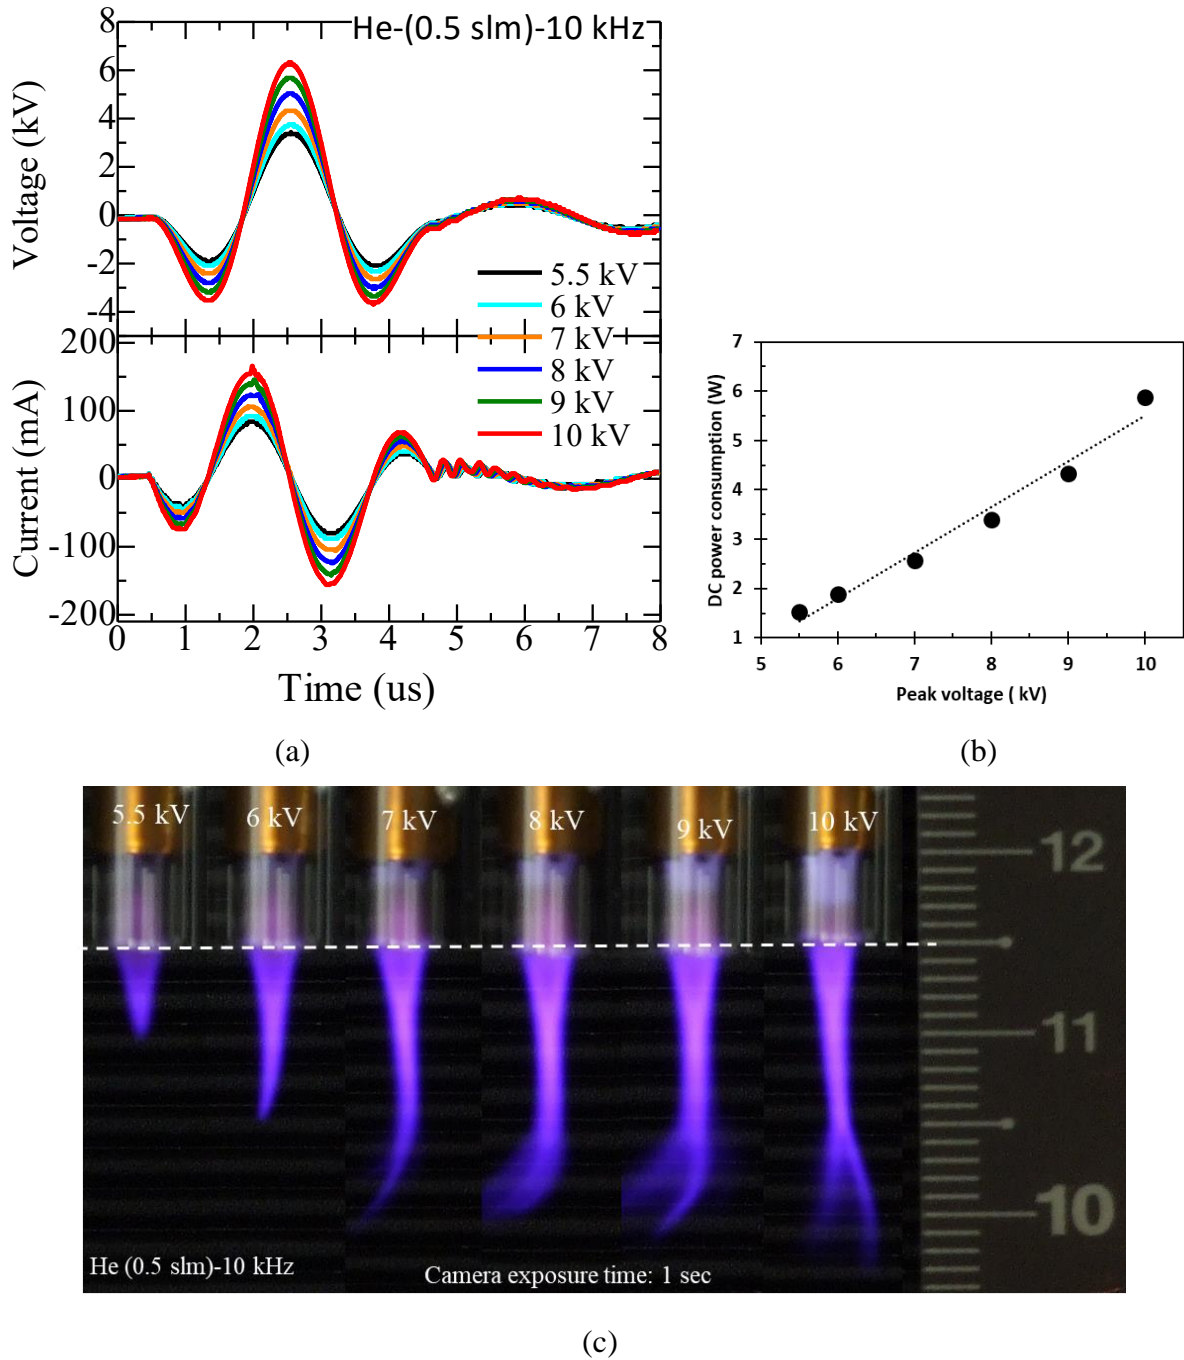 He-(0.5 slm)-10 kHz
8
6
4
2
0
-2
-4
Voltage (kV)
5.5 kV
6 kV
7 kV
8 kV
9 kV
10 kV
200
100
0
-100
-200
Current (mA)
0 1 2 3 4 5 6 7 8
Time (us)
(a)
7
6
5
4
3
2
1
DC power consumption (W)
5 6 7 8 9 10
Peak voltage ( kV)
(b)
5.5 kV 6 kV 7 kV 8 kV 9 kV 10 kV
12
11
10
He (0.5 slm)-10 kHz
Camera exposure time: 1 sec
(c)